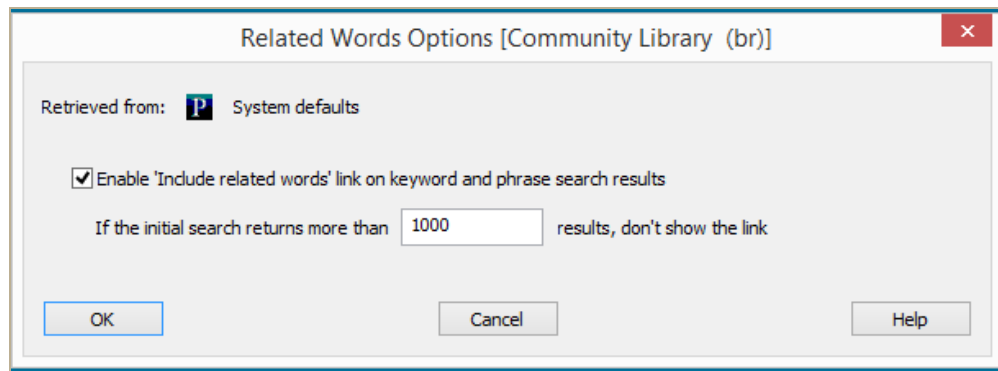 Related Words Options [Community Library (br)]
Retrieved from: P System defaults
Enable 'Include related words' link on keyword and phrase search results
If the initial search returns more than 1000 results, don't show the link
OK Cancel Help